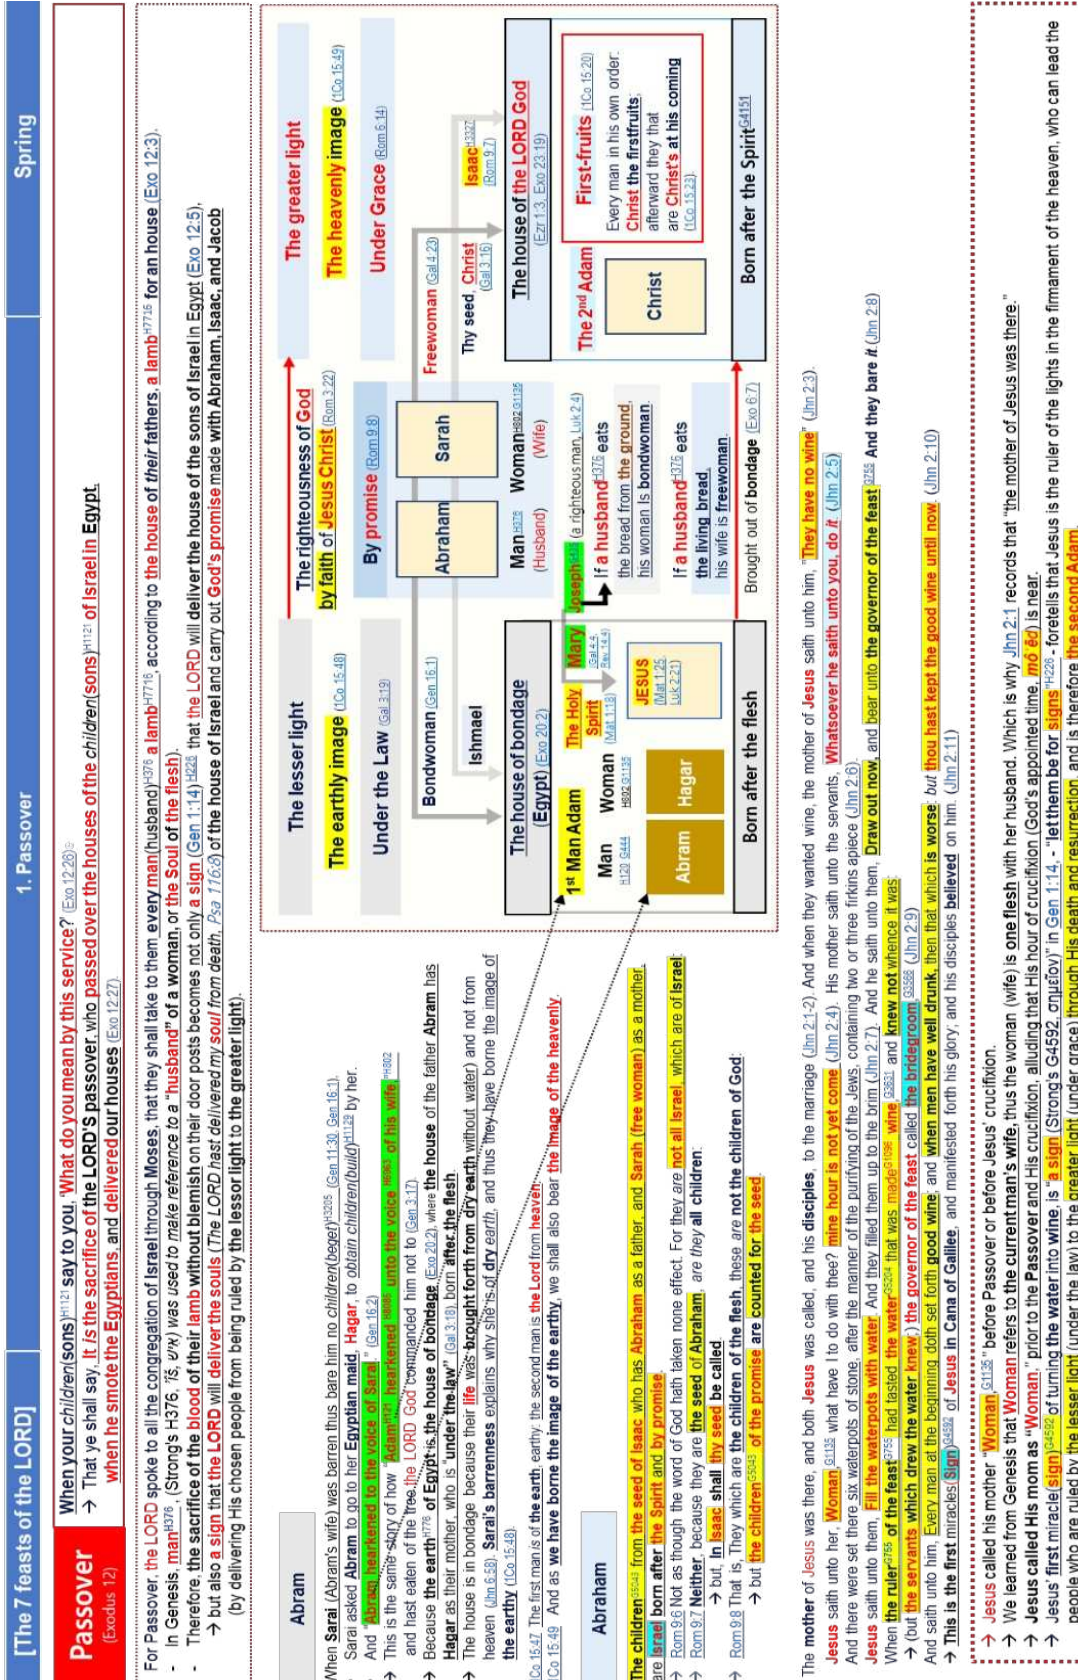 [The 7 feasts of the LORD]
1. Passover
Spring
Passover
(Exodus 12)
When your children(sons)H1121 say to you, 'What do you mean by this service?' (Exo 12:26)
→ That ye shall say, It is the sacrifice of the LORD'S passover, who passed over the houses of the children(sons)H1121 of Israel in Egypt,
when he smote the Egyptians, and delivered our houses (Exo 12:27).
For Passover, the LORD spoke to all the congregation of Israel through Moses, that they shall take to them every man(husband)H376 a lambH7716, according to the house of their fathers, a lambH7716 for an house (Exo 12:3).
- In Genesis, manH376, (Strong's H376, 'îš, אִישׁ) was used to make reference to a "husband" of a woman, or the Soul of the flesh).
- Therefore, the sacrifice of the blood of their lamb without blemish on their door posts becomes not only a sign (Gen 1:14)H226 that the LORD will deliver the house of the sons of Israel in Egypt (Exo 12:5),
→ but also a sign that the LORD will deliver the souls (The LORD hast delivered my soul from death, Psa 116:8) of the house of Israel and carry out God's promise made with Abraham, Isaac, and Jacob
(by delivering His chosen people from being ruled by the lessor light to the greater light).
Abram
When Sarai (Abram's wife) was barren thus bare him no children(beget)H3205 (Gen 11:30, Gen 16:1).
Sarai asked Abram to go to her Egyptian maid, Hagar, to obtain children(build)H1129 by her.
And "Abram hearkened to the voice of Sarai." (Gen 16:2)
→ This is the same story of how "AdamH121 hearkenedH8085 unto the voiceH6963 of his wife,"H802
and hast eaten of the tree, the LORD God commanded him not to (Gen 3:17).
→ Because the earthH776 of Egypt is the house of bondage (Exo 20:2), where the house of the father Abram has
Hagar as their mother, who is "under the law" (Gal 3:18), born after the flesh.
→ The house is in bondage because their life was brought forth from dry earth without water) and not from
heaven (Jhn 6:58). Sarai's barrenness explains why she is of dry earth, and thus they have borne the image of
the earthy (1Co 15:48).
1Co 15:47 The first man is of the earth, earthy: the second man is the Lord from heaven.
1Co 15:49 And as we have borne the image of the earthy, we shall also bear the image of the heavenly.
Abraham
The childrenG5043 from the seed of Isaac who has Abraham as a father, and Sarah (free woman) as a mother,
are Israel born after the Spirit and by promise.
→ Rom 9:6 Not as though the word of God hath taken none effect. For they are not all Israel, which are of Israel:
→ Rom 9:7 Neither, because they are the seed of Abraham, are they all children:
→ but, In Isaac shall thy seed be called.
→ Rom 9:8 That is, They which are the children of the flesh, these are not the children of God:
→ but the childrenG5043 of the promise are counted for the seed.
The lesser light
The righteousness of God
by faith of Jesus Christ (Rom 3:22)
The greater light
The earthly image (1Co 15:48)
The heavenly image (1Co 15:49)
Under the Law (Gal 3:19)
By promise (Rom 9:8)
Under Grace (Rom 6:14)
Bondwoman (Gen 16:1)
Abraham
Sarah
Freewoman (Gal 4:23)
Ishmael
Thy seed, Christ
(Gal 3:16)
IsaacH3327
(Rom 9:7)
The house of bondage
(Egypt) (Exo 20:2)
ManH376
(Husband)
WomanH802 G1135
(Wife)
The house of the LORD God
(Ezr 1:3, Exo 23:19)
1st Man Adam
Man
H120 G444
Woman
H802 G1135
The Holy
Spirit
(Mat 1:18)
Mary
(Gal 4:4,
Rev 14:4)
Joseph (a righteous man, Luk 2:4)
Abram
Hagar
JESUS
(Mat 1:25,
Luk 2:21)
If a husbandH376 eats
the bread from the ground,
his woman Is bondwoman.
If a husbandH376 eats
the living bread,
his wife is freewoman.
The 2nd Adam
Christ
First-fruits (1Co 15:20)
Every man in his own order:
Christ the firstfruits;
afterward they that
are Christ's at his coming
(1Co 15:23).
Born after the flesh
Brought out of bondage (Exo 6:7)
Born after the SpiritG4151
The mother of Jesus was there, and both Jesus was called, and his disciples, to the marriage (Jhn 2:1-2). And when they wanted wine, the mother of Jesus saith unto him, "They have no wine" (Jhn 2:3).
Jesus saith unto her, Woman,G1135 what have I to do with thee? mine hour is not yet come (Jhn 2:4). His mother saith unto the servants, Whatsoever he saith unto you, do it (Jhn 2:5)
And there were set there six waterpots of stone, after the manner of the purifying of the Jews, containing two or three firkins apiece (Jhn 2:6).
Jesus saith unto them, Fill the waterpots with water. And they filled them up to the brim (Jhn 2:7). And he saith unto them, Draw out now, and bear unto the governor of the feastG755 And they bare it (Jhn 2:8)
When the rulerG755 of the feastG755 had tasted the waterG5204 that was madeG1096 wine,G3631 and knew not whence it was:
→ (but the servants which drew the water knew;) the governor of the feast called the bridegroom,G3566 (Jhn 2:9)
And saith unto him, Every man at the beginning doth set forth good wine; and when men have well drunk, then that which is worse: but thou hast kept the good wine until now. (Jhn 2:10)
→ This is the first miracles(Sign)G4592 of Jesus in Cana of Galilee, and manifested forth his glory; and his disciples believed on him. (Jhn 2:11)
→ Jesus called his mother "Woman,G1135" before Passover or before Jesus' crucifixion.
→ We learned from Genesis that Woman refers to the current man's wife, thus the woman (wife) is one flesh with her husband. Which is why Jhn 2:1 records that "the mother of Jesus was there."
→ Jesus called His mom as "Woman," prior to the Passover and His crucifixion, alluding that His hour of crucifixion (God's appointed time, mô'ēd) is near.
→ Jesus' first miracle(sign)G4592 of turning the water into wine, is "a sign (Strong's G4592, σημεῖον)" in Gen 1:14, - "let them be for signs"H226 - foretells that Jesus is the ruler of the lights in the firmament of the heaven, who can lead the
people who are ruled by the lesser light (under the law) to the greater light (under grace) through His death and resurrection, and is therefore the second Adam.